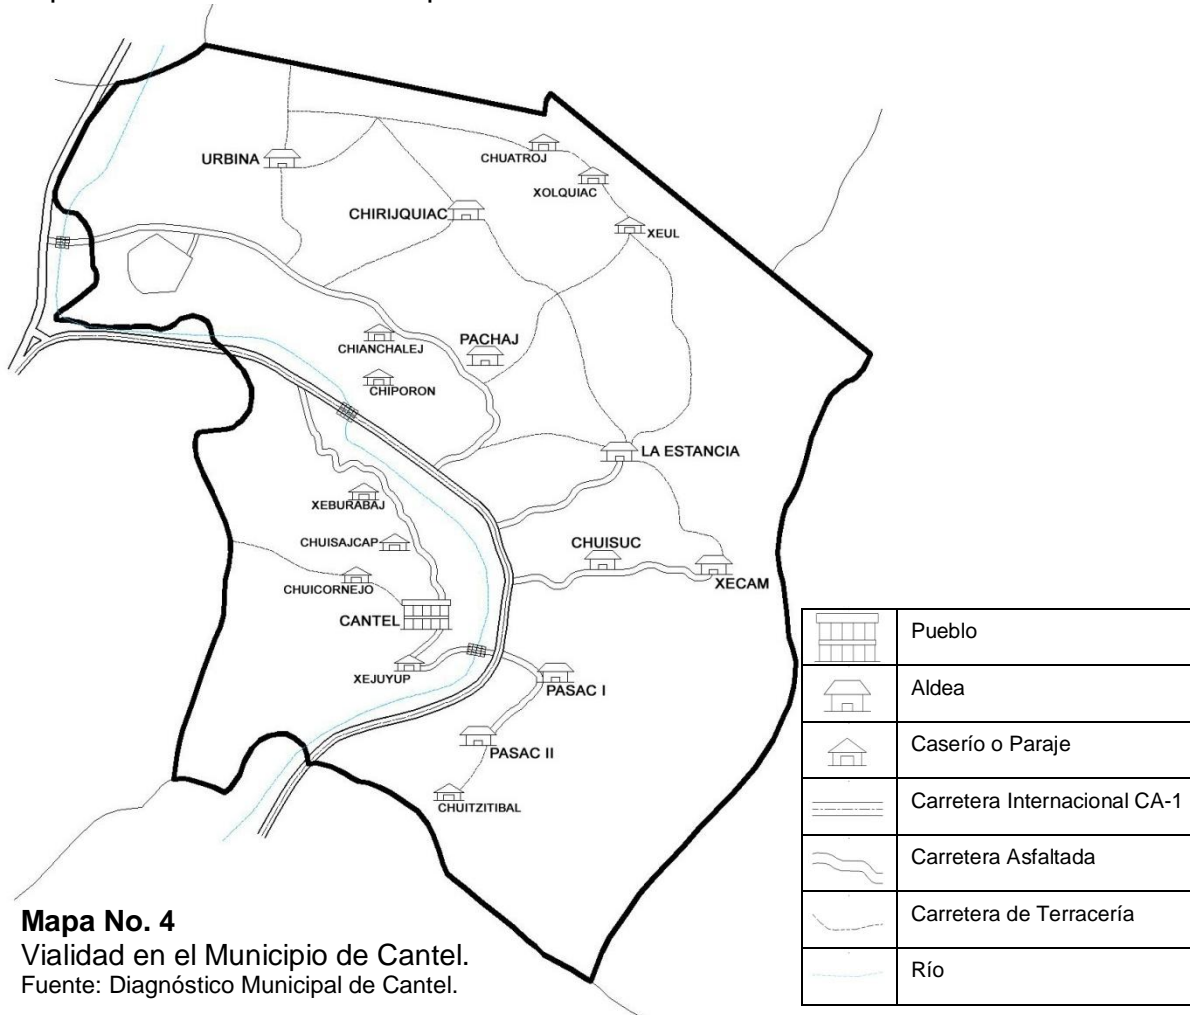 URBINA
CHUATROJ
XOLQUIAC
CHIRIJQUIAC
XEUL
CHIANCHALEJ
PACHAJ
CHIPORON
LA ESTANCIA
XEBURABAJ
CHUISAJCAP
CHUISUC
CHUICORNEJO
XECAM
CANTEL
XEJUYUP
PASAC I
PASAC II
CHUITZITIBAL
Pueblo
Aldea
Caserío o Paraje
Carretera Internacional CA-1
Carretera Asfaltada
Carretera de Terracería
Río
Mapa No. 4
Vialidad en el Municipio de Cantel.
Fuente: Diagnóstico Municipal de Cantel.